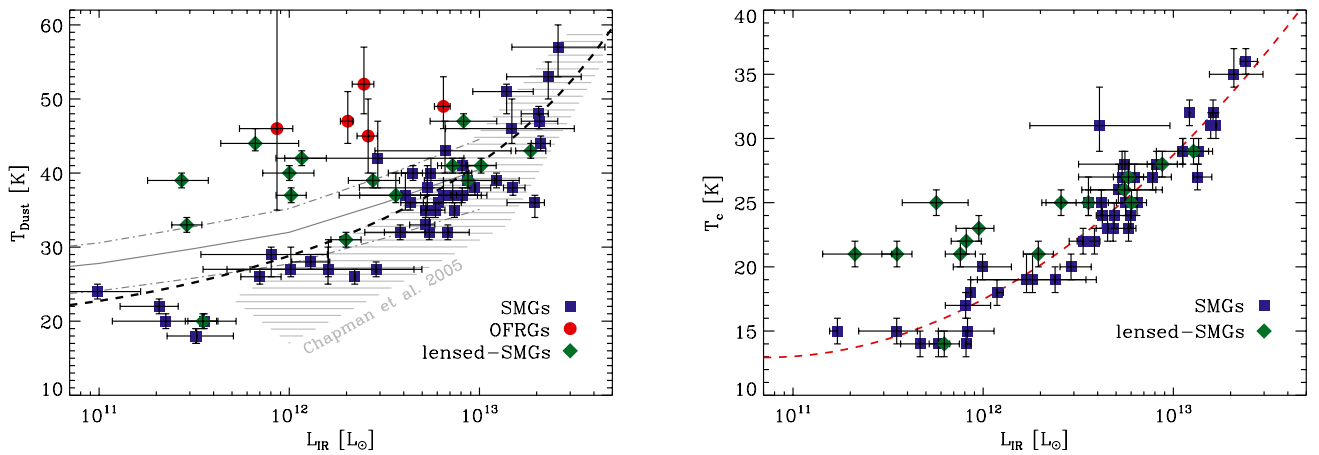 60
50
40
30
20
10
T_Dust [K]
10^11
10^12
10^13
L_IR [L_⊙]
SMGs
OFRGs
lensed-SMGs
Chapman et al. 2005
40
35
30
25
20
15
10
T_c [K]
10^11
10^12
10^13
L_IR [L_⊙]
SMGs
lensed-SMGs